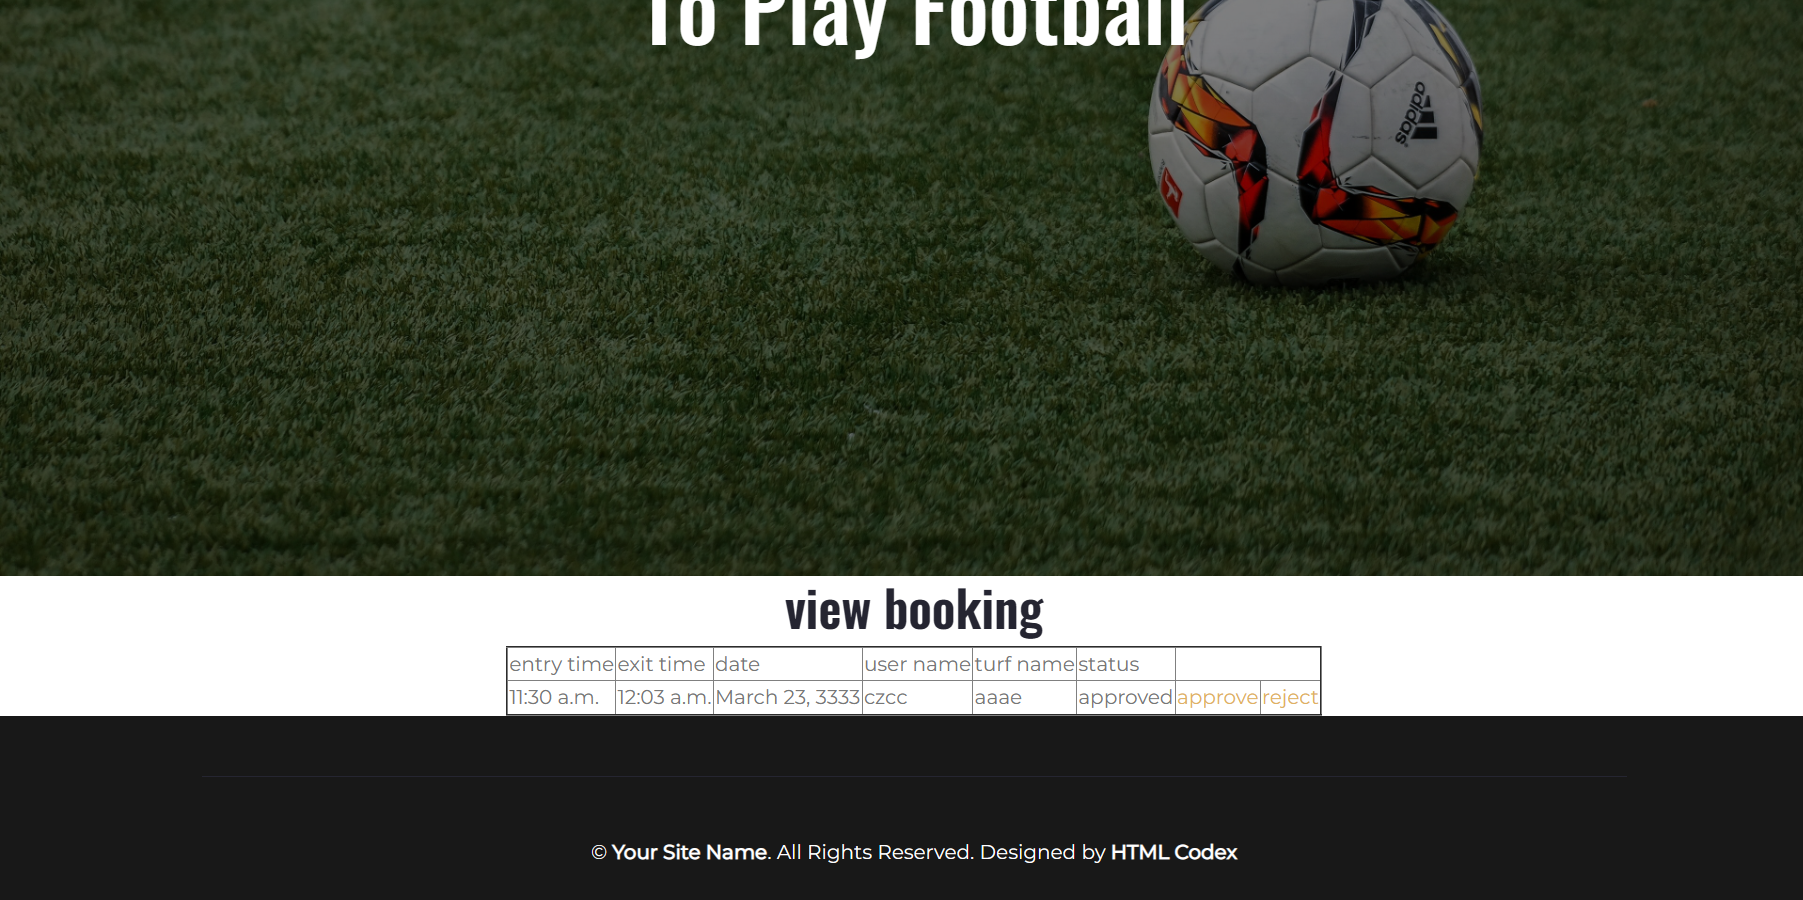 To Play Football
adidas
view booking
entry time exit time date user name turf name status
11:30 a.m. 12:03 a.m. March 23, 3333 czcc aaae approved approve reject
© Your Site Name. All Rights Reserved. Designed by HTML Codex